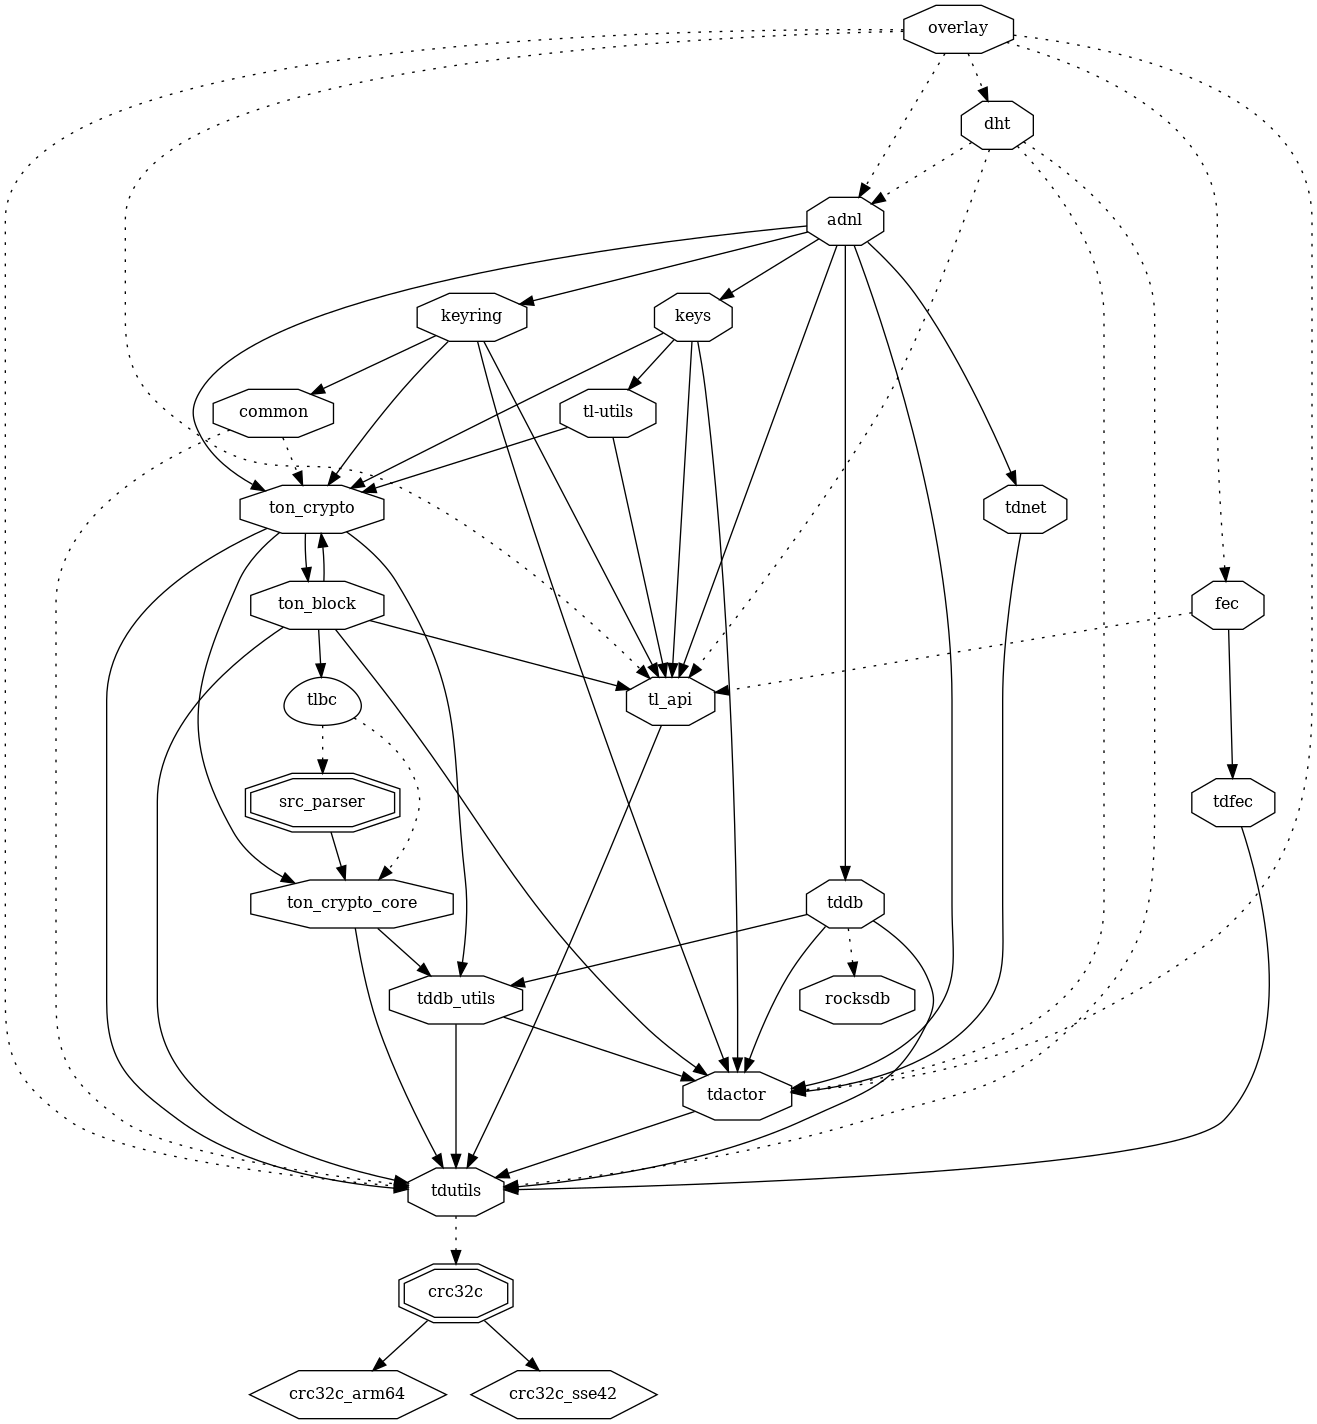 overlay
dht
adnl
keyring
keys
common
tl-utils
ton_crypto
tdnet
ton_block
fec
tlbc
tl_api
src_parser
tdfec
ton_crypto_core
tddb
tddb_utils
rocksdb
tdactor
tdutils
crc32c
crc32c_arm64
crc32c_sse42